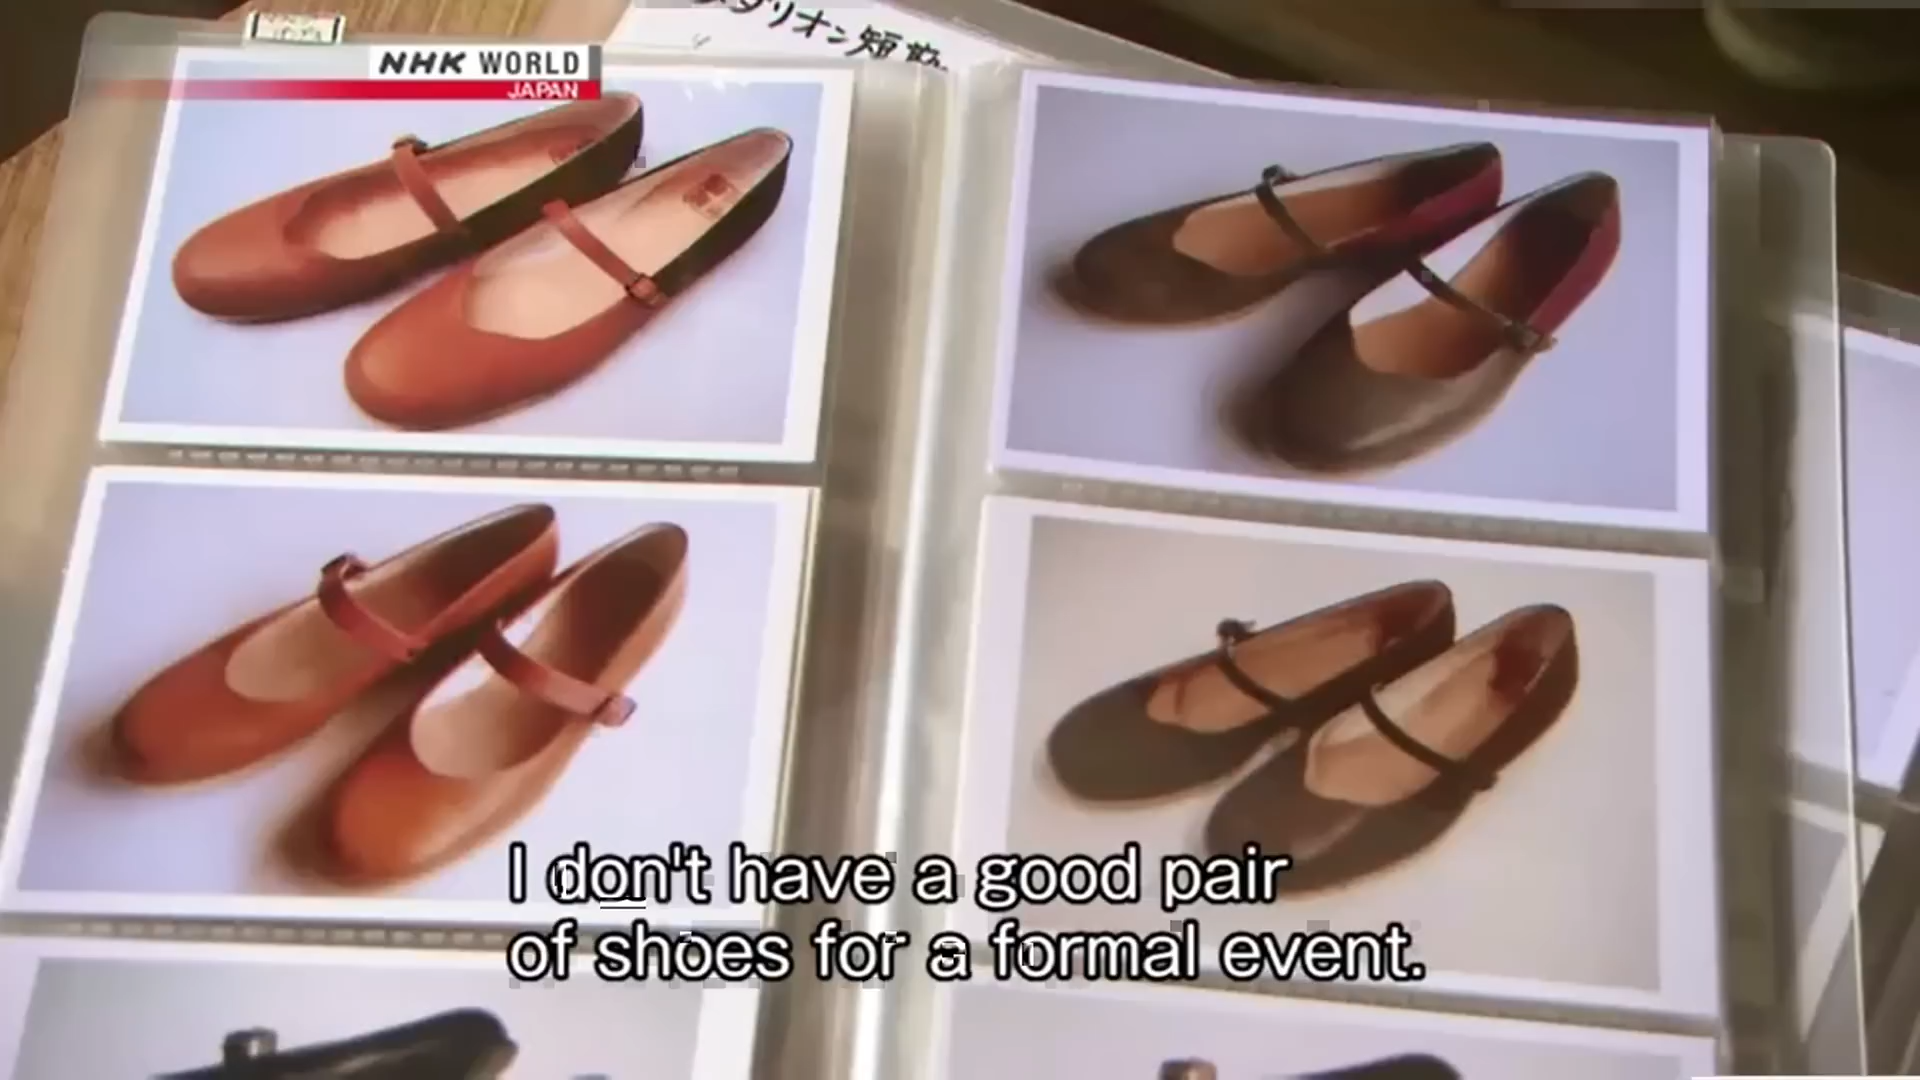 NHK WORLD
JAPAN
I don't have a good pair
of shoes for a formal event.